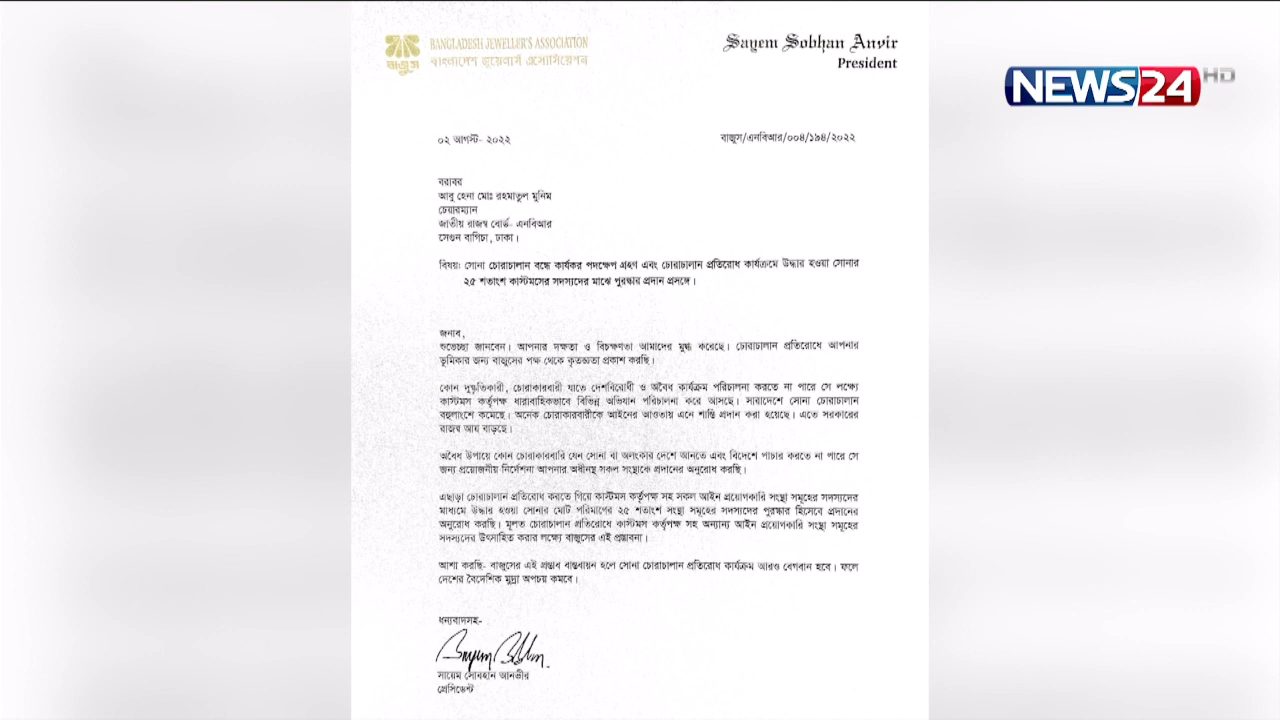 BANGLADESH JEWELLER'S ASSOCIATION
বাংলাদেশ জুয়েলার্স এসোসিয়েশন
বাজুস
Sayem Sobhan Anvir
President
NEWS24 HD
০২ আগস্ট- ২০২২
বাজুস/এনবিআর/০০৪/১৯৪/২০২২
বরাবর
আবু হেনা মোঃ রহমাতুল মুনিম
চেয়ারম্যান
জাতীয় রাজস্ব বোর্ড- এনবিআর
সেগুন বাগিচা, ঢাকা।
বিষয়: সোনা চোরাচালান বন্ধে কার্যকর পদক্ষেপ গ্রহণ এবং চোরাচালান প্রতিরোধ কার্যক্রমে উদ্ধার হওয়া সোনার
২৫ শতাংশ কাস্টমসের সদস্যদের মাঝে পুরস্কার প্রদান প্রসঙ্গে।
জনাব,
শুভেচ্ছা জানবেন। আপনার দক্ষতা ও বিচক্ষণতা আমাদের মুগ্ধ করেছে। চোরাচালান প্রতিরোধে আপনার
ভূমিকার জন্য বাজুসের পক্ষ থেকে কৃতজ্ঞতা প্রকাশ করছি।
কোন দুষ্কৃতিকারী, চোরাকারবারী যাতে দেশবিরোধী ও অবৈধ কার্যক্রম পরিচালনা করতে না পারে সে লক্ষ্যে
কাস্টমস কর্তৃপক্ষ ধারাবাহিকভাবে বিভিন্ন অভিযান পরিচালনা করে আসছে। সারাদেশে সোনা চোরাচালান
বহুলাংশে কমেছে। অনেক চোরাকারবারীকে আইনের আওতায় এনে শাস্তি প্রদান করা হয়েছে। এতে সরকারের
রাজস্ব আয় বাড়ছে।
অবৈধ উপায়ে কোন চোরাকারবারি যেন সোনা বা অলংকার দেশে আনতে এবং বিদেশে পাচার করতে না পারে সে
জন্য প্রয়োজনীয় নির্দেশনা আপনার অধীনস্থ সকল সংস্থাকে প্রদানের অনুরোধ করছি।
এছাড়া চোরাচালান প্রতিরোধ করতে গিয়ে কাস্টমস কর্তৃপক্ষ সহ সকল আইন প্রয়োগকারি সংস্থা সমূহের সদস্যদের
মাধ্যমে উদ্ধার হওয়া সোনার মোট পরিমাণের ২৫ শতাংশ সংস্থা সমূহের সদস্যদের পুরস্কার হিসেবে প্রদানের
অনুরোধ করছি। মূলত চোরাচালান প্রতিরোধে কাস্টমস কর্তৃপক্ষ সহ অন্যান্য আইন প্রয়োগকারি সংস্থা সমূহের
সদস্যদের উৎসাহিত করার লক্ষ্যে বাজুসের এই প্রস্তাবনা।
আশা করছি- বাজুসের এই প্রস্তাব বাস্তবায়ন হলে সোনা চোরাচালান প্রতিরোধ কার্যক্রম আরও বেগবান হবে। ফলে
দেশের বৈদেশিক মুদ্রা অপচয় কমবে।
ধন্যবাদসহ-
সায়েম সোবহান আনভীর
প্রেসিডেন্ট